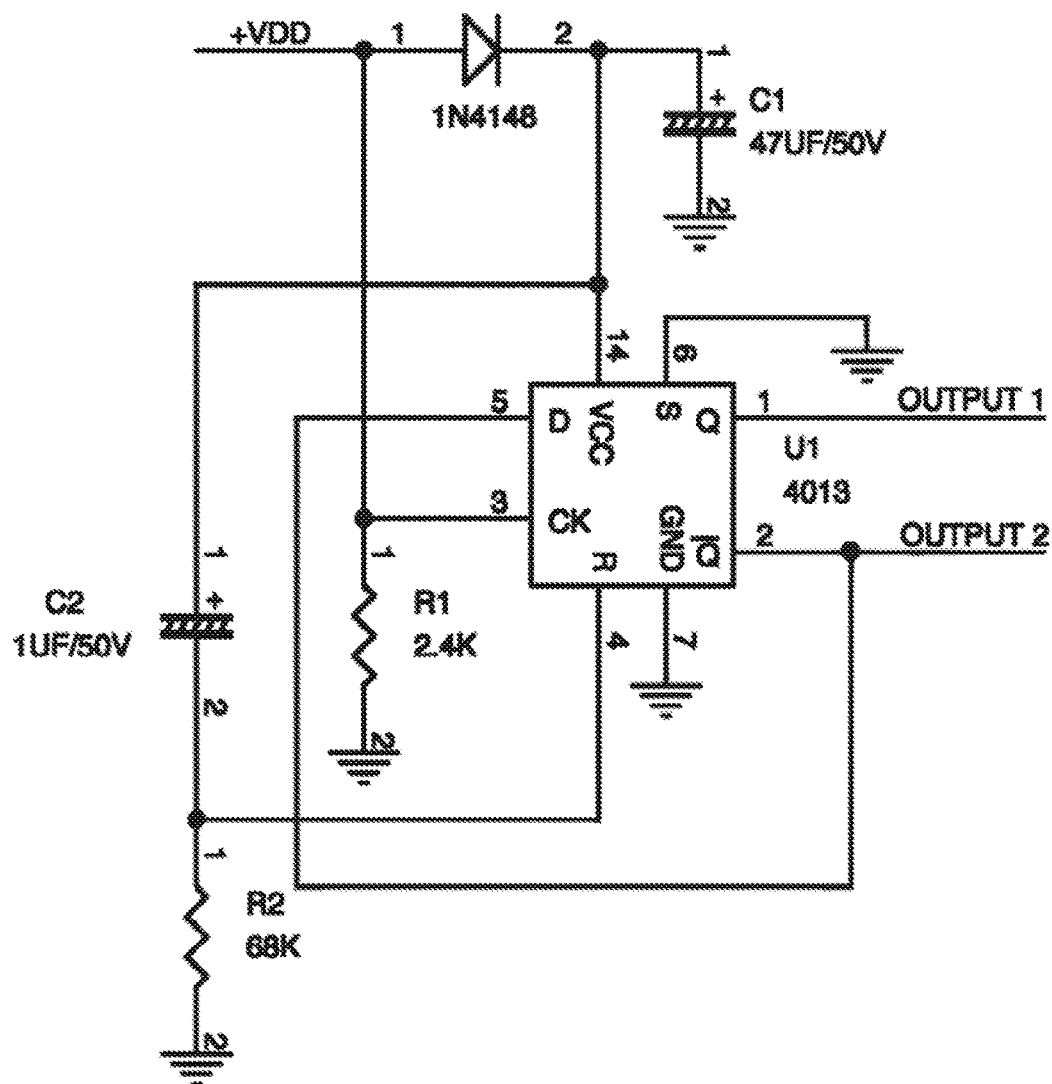 +VDD 1 2
1N4148
1
+ C1
47UF/50V
2
14 6
5 D VCC S Q 1 OUTPUT 1
U1
4013
3 CK GND
R Q 2 OUTPUT 2
1 1
C2 + R1
1UF/50V 2.4K
4 7
2
2
1
R2
68K
2